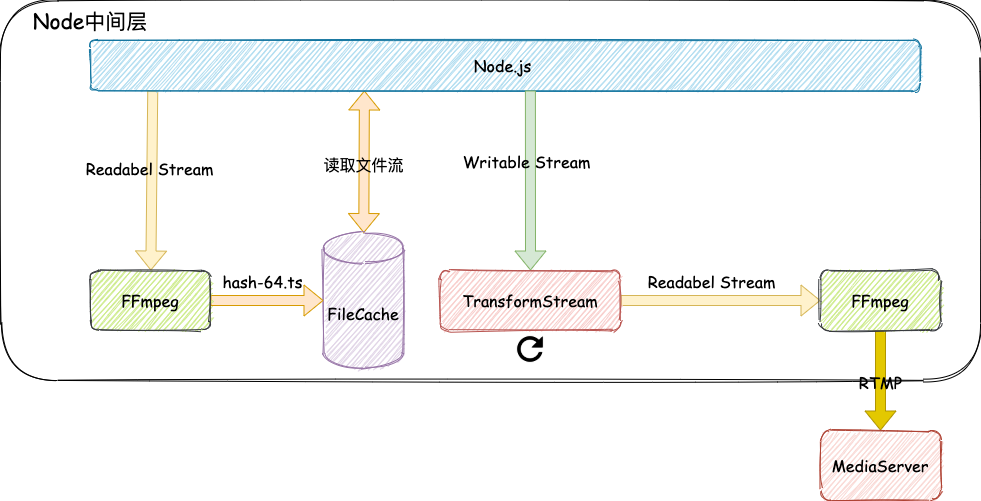 Node中间层
Node.js
Readabel Stream
读取文件流
Writable Stream
FFmpeg
hash-64.ts
FileCache
TransformStream
Readabel Stream
FFmpeg
RTMP
MediaServer